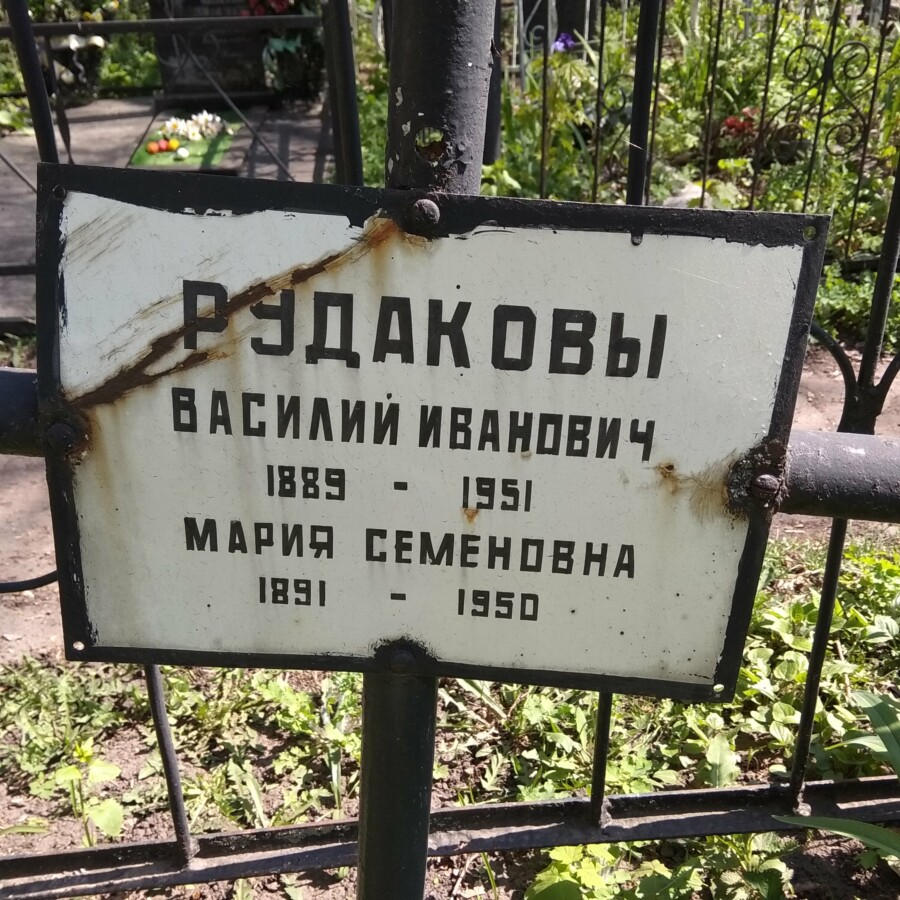 РУДАКОВЫ
ВАСИЛИЙ ИВАНОВИЧ
1889 - 1951
МАРИЯ СЕМЕНОВНА
1891 - 1950